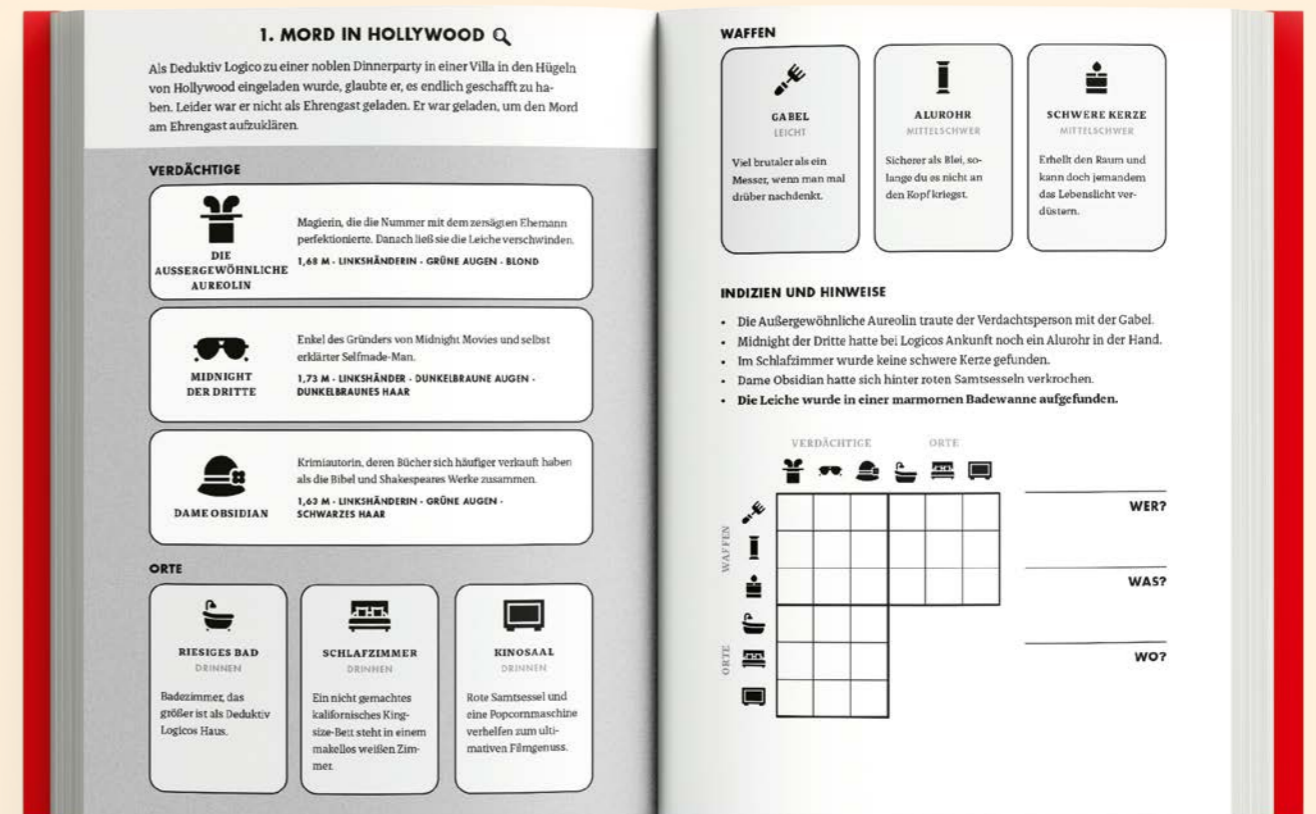 1. MORD IN HOLLYWOOD
Als Deduktiv Logico zu einer noblen Dinnerparty in einer Villa in den Hügeln
von Hollywood eingeladen wurde, glaubte er, es endlich geschafft zu ha-
ben. Leider war er nicht als Ehrengast geladen. Er war geladen, um den Mord
am Ehrengast aufzuklären.
VERDÄCHTIGE
DIE
AUSSERGEWÖHNLICHE
AUREOLIN
Magierin, die die Nummer mit dem zersägten Ehemann
perfektionierte. Danach ließ sie die Leiche verschwinden.
1,68 M - LINKSHÄNDERIN - GRÜNE AUGEN - BLOND
MIDNIGHT
DER DRITTE
Enkel des Gründers von Midnight Movies und selbst
erklärter Selfmade-Man.
1,73 M - LINKSHÄNDER - DUNKELBRAUNE AUGEN -
DUNKELBRAUNES HAAR
DAME OBSIDIAN
Krimiautorin, deren Bücher sich häufiger verkauft haben
als die Bibel und Shakespeares Werke zusammen.
1,63 M - LINKSHÄNDERIN - GRÜNE AUGEN -
SCHWARZES HAAR
ORTE
RIESIGES BAD
DRINNEN
Badezimmer, das
größer ist als Deduktiv
Logicos Haus.
SCHLAFZIMMER
DRINNEN
Ein nicht gemachtes
kalifornisches King-
size-Bett steht in einem
makellos weißen Zim-
mer.
KINOSAAL
DRINNEN
Rote Samtsessel und
eine Popcornmaschine
verhelfen zum ulti-
mativen Filmgenuss.
WAFFEN
GABEL
LEICHT
Viel brutaler als ein
Messer, wenn man mal
drüber nachdenkt.
ALUROHR
MITTELSCHWER
Sicherer als Blei, so-
lange du es nicht an
den Kopf kriegst.
SCHWERE KERZE
MITTELSCHWER
Erhellt den Raum und
kann doch jemandem
das Lebenslicht ver-
düstern.
INDIZIEN UND HINWEISE
• Die Außergewöhnliche Aureolin traute der Verdachtsperson mit der Gabel.
• Midnight der Dritte hatte bei Logicos Ankunft noch ein Alurohr in der Hand.
• Im Schlafzimmer wurde keine schwere Kerze gefunden.
• Dame Obsidian hatte sich hinter roten Samtsesseln verkrochen.
• Die Leiche wurde in einer marmornen Badewanne aufgefunden.
VERDÄCHTIGE
ORTE
WAFFEN
ORTE
WER?
WAS?
WO?